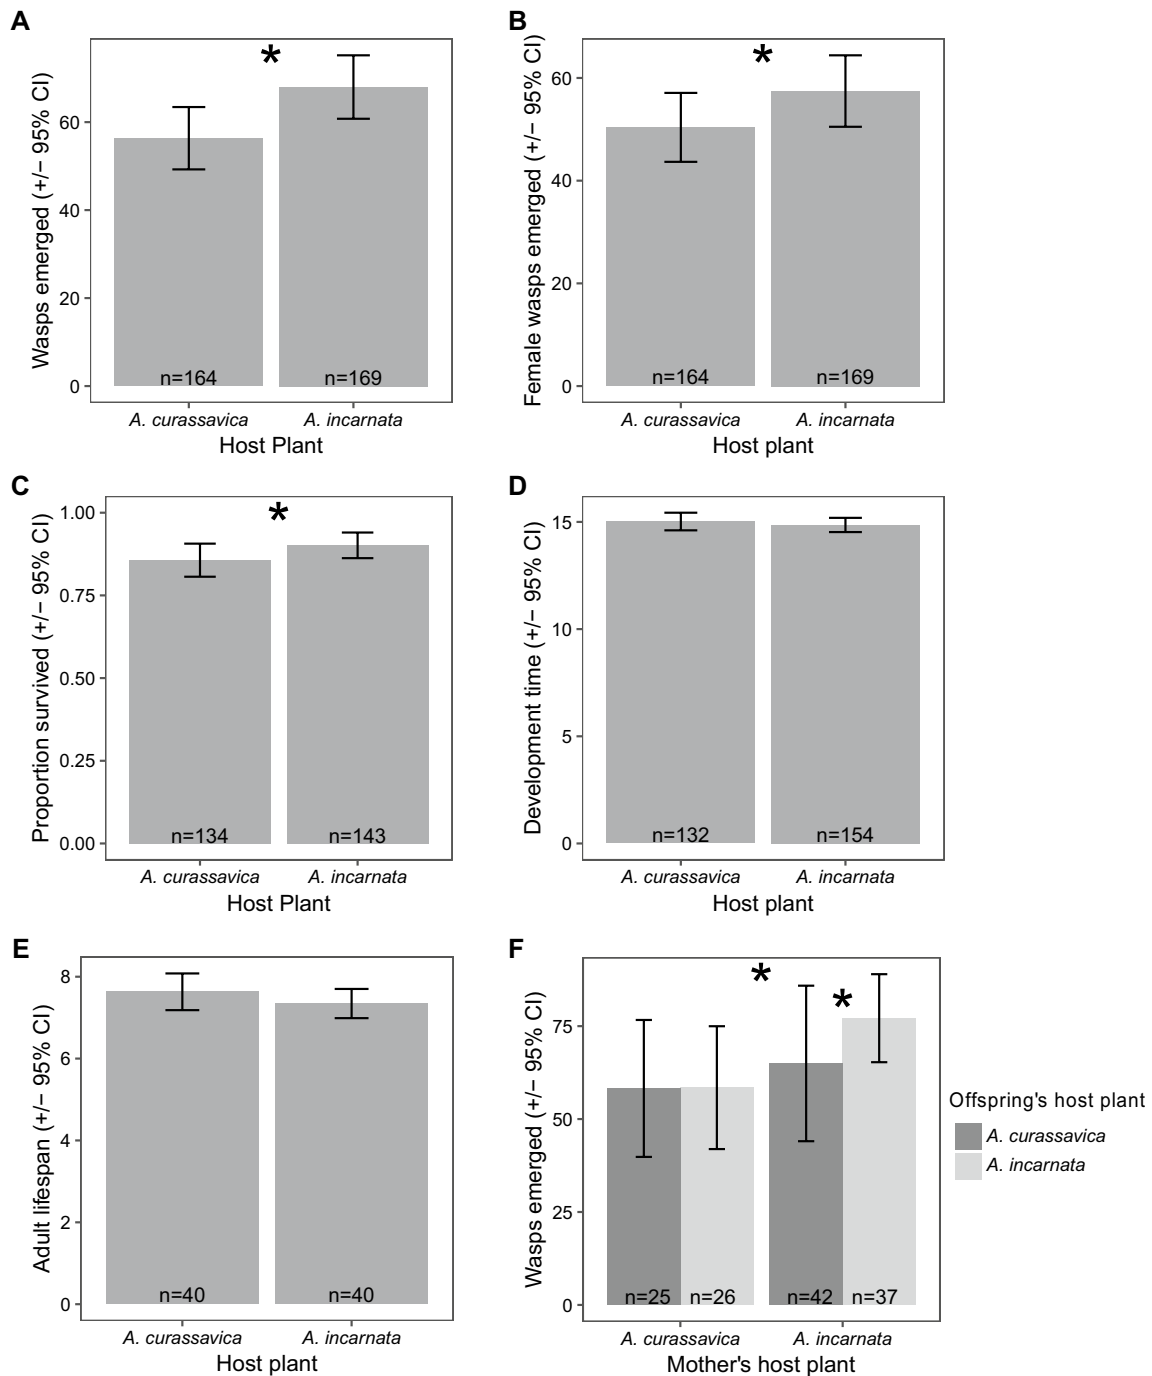 A
Wasps emerged (+/− 95% CI)
60
40
20
0
*
n=164
n=169
A. curassavica
A. incarnata
Host Plant
B
Female wasps emerged (+/− 95% CI)
60
40
20
0
*
n=164
n=169
A. curassavica
A. incarnata
Host plant
C
Proportion survived (+/− 95% CI)
1.00
0.75
0.50
0.25
0.00
*
n=134
n=143
A. curassavica
A. incarnata
Host Plant
D
Development time (+/− 95% CI)
15
10
5
0
n=132
n=154
A. curassavica
A. incarnata
Host plant
E
Adult lifespan (+/− 95% CI)
8
6
4
2
0
n=40
n=40
A. curassavica
A. incarnata
Host plant
F
Wasps emerged (+/− 95% CI)
75
50
25
0
*
*
n=25
n=26
n=42
n=37
A. curassavica
A. incarnata
Mother's host plant
Offspring's host plant
A. curassavica
A. incarnata